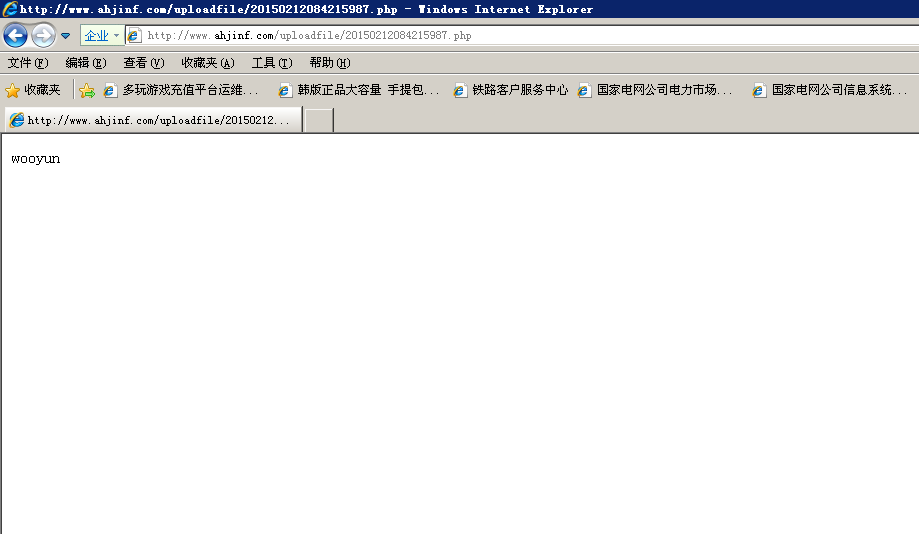 http://www.ahjinf.com/uploadfile/20150212084215987.php - Windows Internet Explorer
企业 http://www.ahjinf.com/uploadfile/20150212084215987.php
文件(F) 编辑(E) 查看(V) 收藏夹(A) 工具(T) 帮助(H)
收藏夹 多玩游戏充值平台运维... 韩版正品大容量 手提包... 铁路客户服务中心 国家电网公司电力市场... 国家电网公司信息系统...
http://www.ahjinf.com/uploadfile/20150212...
wooyun